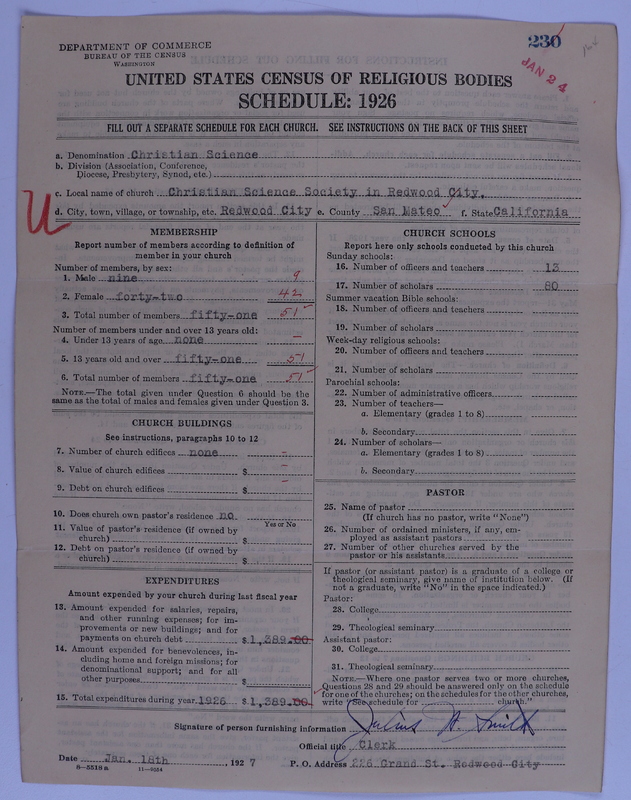 DEPARTMENT OF COMMERCE
BUREAU OF THE CENSUS
WASHINGTON
230
JAN 24
UNITED STATES CENSUS OF RELIGIOUS BODIES
SCHEDULE: 1926
FILL OUT A SEPARATE SCHEDULE FOR EACH CHURCH. SEE INSTRUCTIONS ON THE BACK OF THIS SHEET
a. Denomination Christian Science
b. Division (Association, Conference,
Diocese, Presbytery, Synod, etc.)
c. Local name of church Christian Science Society in Redwood City,
d. City, town, village, or township, etc. Redwood City e. County San Mateo f. State California
U
MEMBERSHIP
Report number of members according to definition of
member in your church
Number of members, by sex:
1. Male nine 9
2. Female forty-two 42
3. Total number of members fifty-one 51
Number of members under and over 13 years old:
4. Under 13 years of age none –
5. 13 years old and over fifty-one 51
6. Total number of members fifty-one 51
NOTE.—The total given under Question 6 should be
same as the total of males and females given under Question 3.
CHURCH BUILDINGS
See instructions, paragraphs 10 to 12
7. Number of church edifices none –
8. Value of church edifices $ –
9. Debt on church edifices $ –
10. Does church own pastor's residence no
Yes or No
11. Value of pastor's residence (if owned by
church) $
12. Debt on pastor's residence (if owned by
church) $
EXPENDITURES
Amount expended by your church during last fiscal year
13. Amount expended for salaries, repairs,
and other running expenses; for im-
provements or new buildings; and for
payments on church debt $1,389.00
14. Amount expended for benevolences, in-
cluding home and foreign missions; for
denominational support; and for all
other purposes $
15. Total expenditures during year 1926 $1,389.00
CHURCH SCHOOLS
Report here only schools conducted by this church
Sunday schools:
16. Number of officers and teachers 13
17. Number of scholars 80
Summer vacation Bible schools:
18. Number of officers and teachers
19. Number of scholars
Week-day religious schools:
20. Number of officers and teachers
21. Number of scholars
Parochial schools:
22. Number of administrative officers
23. Number of teachers—
a. Elementary (grades 1 to 8)
b. Secondary
24. Number of scholars—
a. Elementary (grades 1 to 8)
b. Secondary
PASTOR
25. Name of pastor
(If church has no pastor, write "None")
26. Number of ordained ministers, if any, em-
ployed as assistant pastors
27. Number of other churches served by the
pastor or his assistants
If pastor (or assistant pastor) is a graduate of a college or
theological seminary, give name of institution below. (If
not a graduate, write "No" in the space indicated.)
Pastor:
28. College
29. Theological seminary
Assistant pastor:
30. College
31. Theological seminary
NOTE.—Where one pastor serves two or more churches,
Questions 28 and 29 should be answered only on the schedule
for one of the churches; on the schedules for the other churches,
write "See schedule for church."
Signature of person furnishing information Julius H. Smith
Official title Clerk
Date Jan. 18th, 1927 P. O. Address 226 Grand St. Redwood City
8—5518 a 11—9554